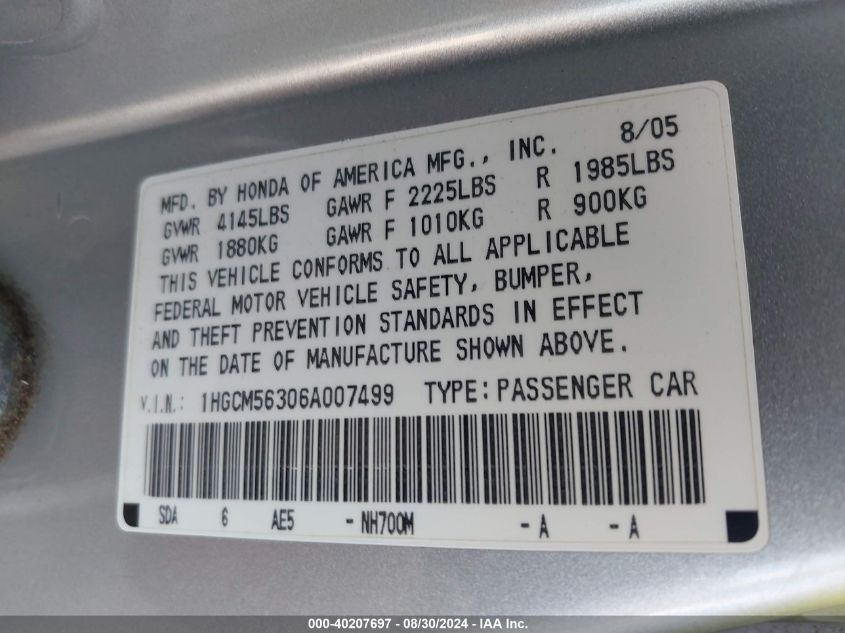 MFD. BY HONDA OF AMERICA MFG., INC. 8/05
GVWR 4145LBS GAWR F 2225LBS R 1985LBS
GVWR 1880KG GAWR F 1010KG R 900KG
THIS VEHICLE CONFORMS TO ALL APPLICABLE
FEDERAL MOTOR VEHICLE SAFETY, BUMPER,
AND THEFT PREVENTION STANDARDS IN EFFECT
ON THE DATE OF MANUFACTURE SHOWN ABOVE.
V.I.N.: 1HGCM56306A007499 TYPE: PASSENGER CAR
SDA 6 AE5 - NH700M - A - A
000-40207697 - 08/30/2024 - IAA Inc.